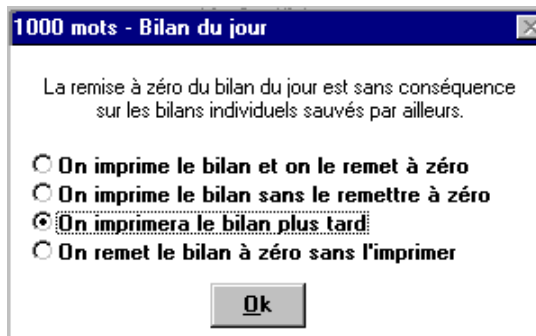 1000 mots - Bilan du jour
La remise à zéro du bilan du jour est sans conséquence
sur les bilans individuels sauvés par ailleurs.
On imprime le bilan et on le remet à zéro
On imprime le bilan sans le remettre à zéro
On imprimera le bilan plus tard
On remet le bilan à zéro sans l'imprimer
Ok